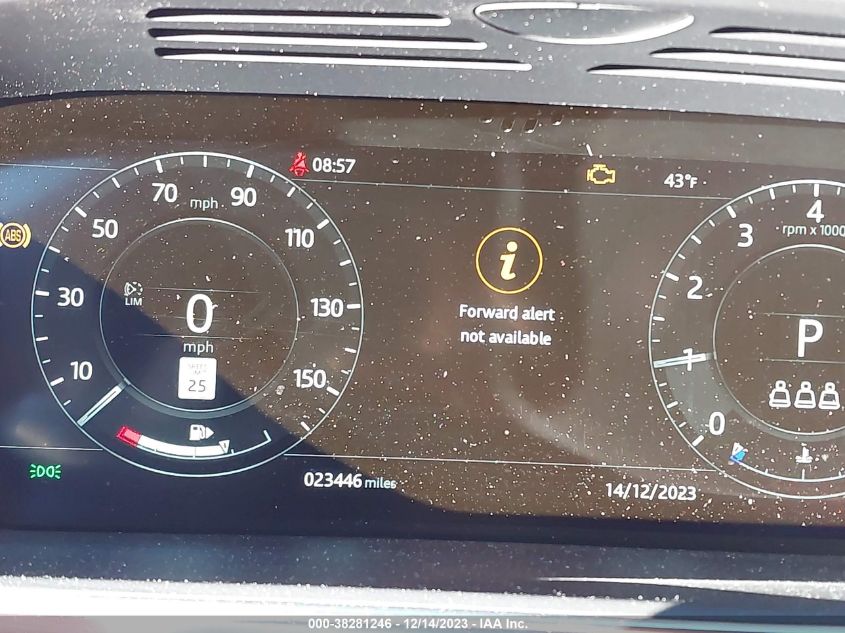 08:57
43°F
ABS
10
30
50
70
90
110
130
150
mph
LIM
0
mph
SPEED
LIMIT
25
Forward alert
not available
0
1
2
3
4
rpm x 1000
P
023446 miles
14/12/2023
000-38281246 - 12/14/2023 - IAA Inc.